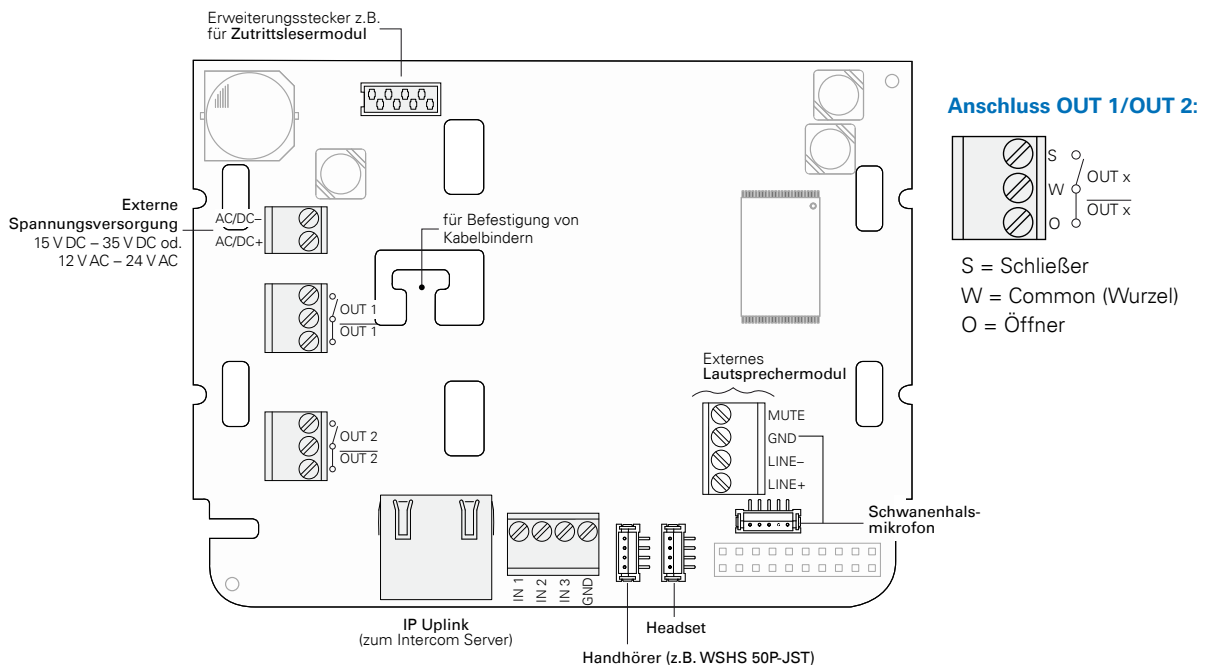 Erweiterungsstecker z.B.
für Zutrittslesermodul
Anschluss OUT 1/OUT 2:
S
W
O
OUT x
OUT x
S = Schließer
W = Common (Wurzel)
O = Öffner
Externe
Spannungsversorgung
15 V DC – 35 V DC od.
12 V AC – 24 V AC
AC/DC–
AC/DC+
für Befestigung von
Kabelbindern
OUT 1
OUT 1
OUT 2
OUT 2
Externes
Lautsprechermodul
MUTE
GND
LINE–
LINE+
Schwanenhals-
mikrofon
IN 1
IN 2
IN 3
GND
IP Uplink
(zum Intercom Server)
Headset
Handhörer (z.B. WSHS 50P-JST)